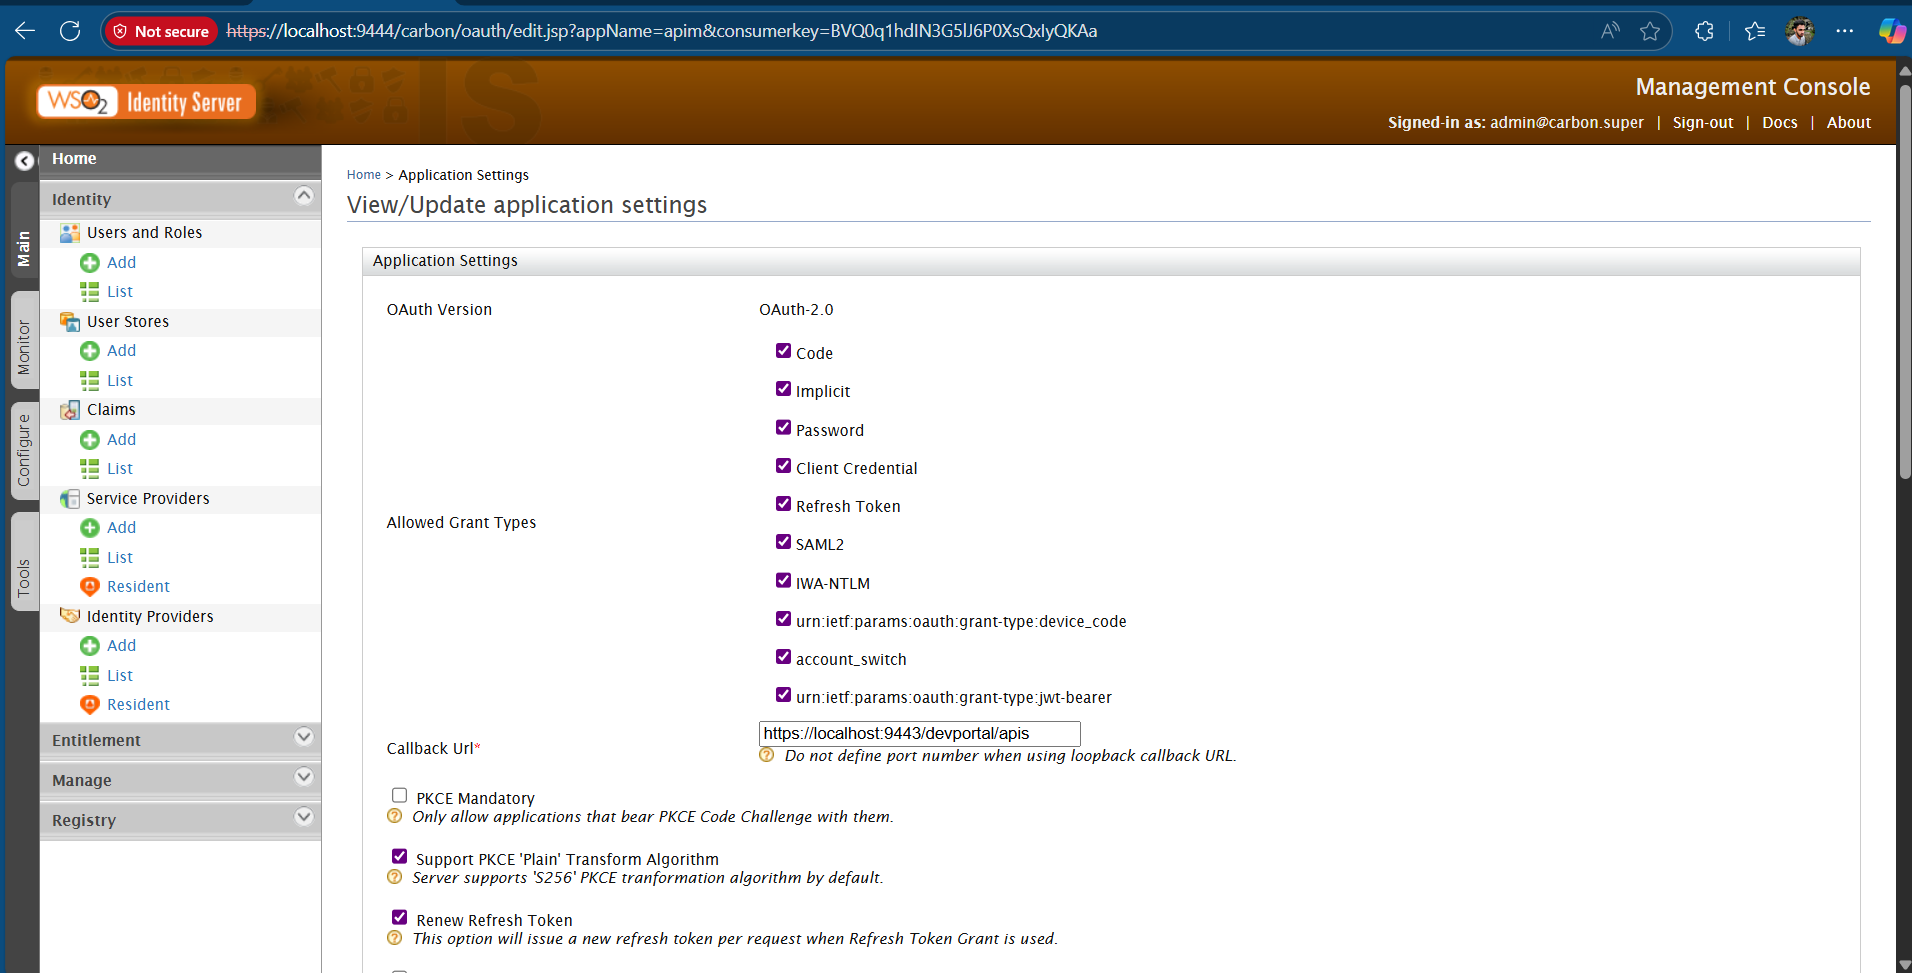 Not secure
https://localhost:9444/carbon/oauth/edit.jsp?appName=apim&consumerkey=BVQ0q1hdIN3G5lJ6P0XsQxlyQKAa
WSO2 Identity Server
Management Console
Signed-in as: admin@carbon.super | Sign-out | Docs | About
Main
Monitor
Configure
Tools
Home
Identity
Users and Roles
Add
List
User Stores
Add
List
Claims
Add
List
Service Providers
Add
List
Resident
Identity Providers
Add
List
Resident
Entitlement
Manage
Registry
Home > Application Settings
View/Update application settings
Application Settings
OAuth Version OAuth-2.0
Allowed Grant Types
Code
Implicit
Password
Client Credential
Refresh Token
SAML2
IWA-NTLM
urn:ietf:params:oauth:grant-type:device_code
account_switch
urn:ietf:params:oauth:grant-type:jwt-bearer
Callback Url* https://localhost:9443/devportal/apis
Do not define port number when using loopback callback URL.
PKCE Mandatory
Only allow applications that bear PKCE Code Challenge with them.
Support PKCE 'Plain' Transform Algorithm
Server supports 'S256' PKCE tranformation algorithm by default.
Renew Refresh Token
This option will issue a new refresh token per request when Refresh Token Grant is used.